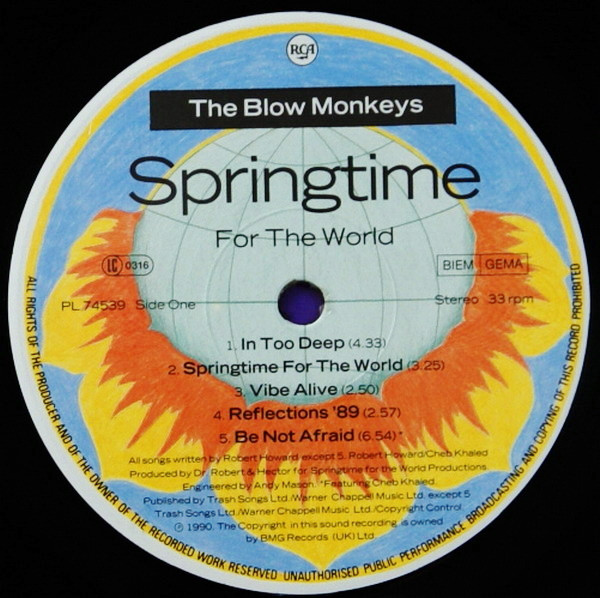 RCA
The Blow Monkeys
Springtime
For The World
LC 0316
BIEM GEMA
PL 74539 Side One
Stereo 33 rpm
1. In Too Deep (4.33)
2. Springtime For The World (3.25)
3. Vibe Alive (2.50)
4. Reflections '89 (2.57)
5. Be Not Afraid (6.54)*
All songs written by Robert Howard except 5. Robert Howard/Cheb Khaled
Produced by Dr. Robert & Hector for Springtime for the World Productions
Engineered by Andy Mason. *Featuring Cheb Khaled.
Published by Trash Songs Ltd./Warner Chappell Music Ltd. except 5
Trash Songs Ltd./Warner Chappell Music Ltd./Copyright Control.
℗ 1990. The Copyright in this sound recording is owned
by BMG Records (UK) Ltd.
ALL RIGHTS OF THE PRODUCER AND OF THE OWNER OF THE RECORDED WORK RESERVED UNAUTHORISED PUBLIC PERFORMANCE BROADCASTING AND COPYING OF THIS RECORD PROHIBITED